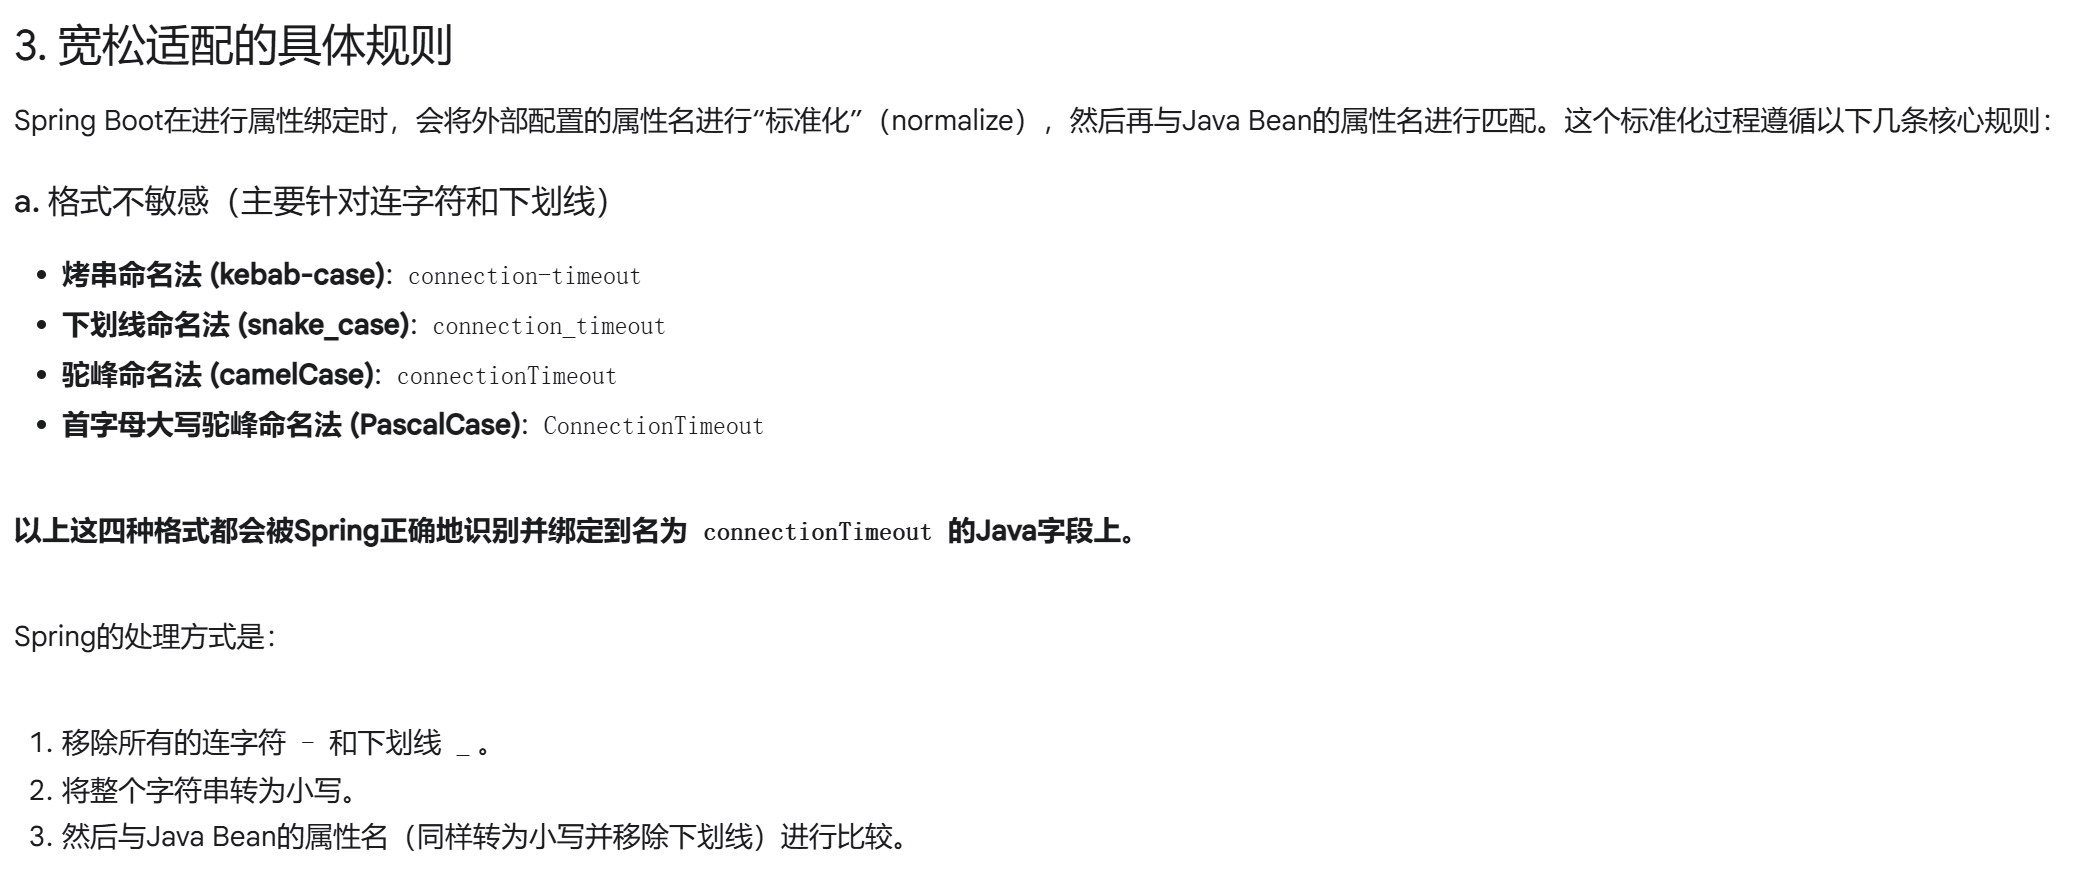 3. 宽松适配的具体规则
Spring Boot在进行属性绑定时，会将外部配置的属性名进行“标准化”（normalize），然后再与Java Bean的属性名进行匹配。这个标准化过程遵循以下几条核心规则：
a. 格式不敏感（主要针对连字符和下划线）
• 烤串命名法 (kebab-case)： connection-timeout
• 下划线命名法 (snake_case)： connection_timeout
• 驼峰命名法 (camelCase)： connectionTimeout
• 首字母大写驼峰命名法 (PascalCase)： ConnectionTimeout
以上这四种格式都会被Spring正确地识别并绑定到名为 connectionTimeout 的Java字段上。
Spring的处理方式是：
1. 移除所有的连字符 - 和下划线 _ 。
2. 将整个字符串转为小写。
3. 然后与Java Bean的属性名（同样转为小写并移除下划线）进行比较。